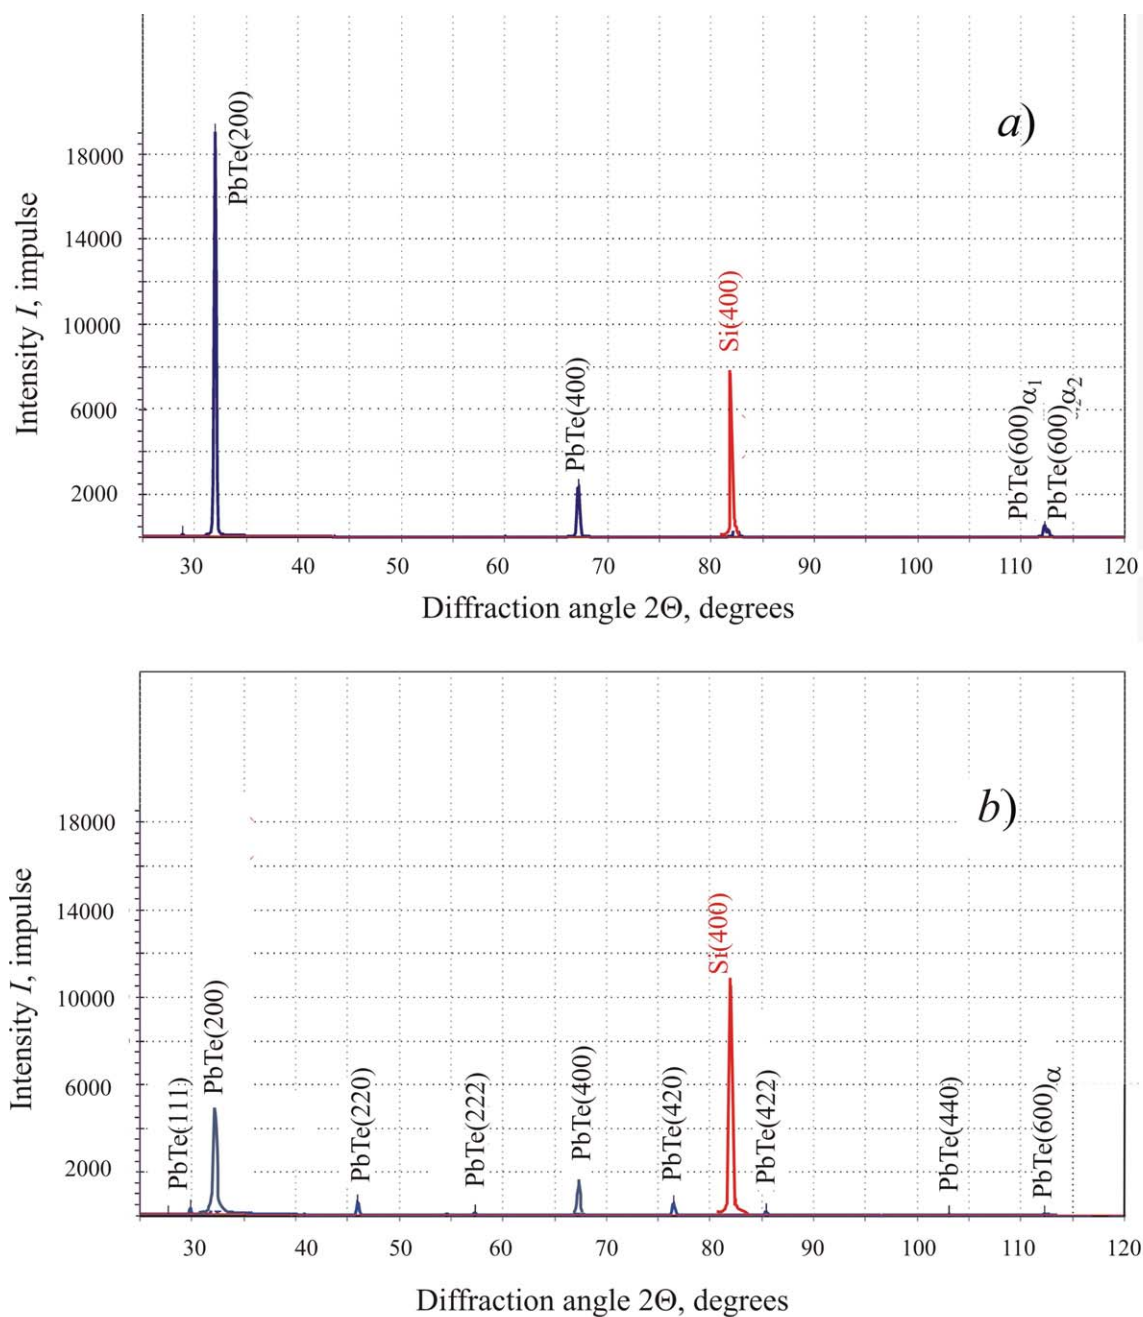 a)
Intensity I, impulse
18000
14000
10000
6000
2000
PbTe(200)
PbTe(400)
Si(400)
PbTe(600)α1
PbTe(600)α2
30 40 50 60 70 80 90 100 110 120
Diffraction angle 2Θ, degrees
b)
Intensity I, impulse
18000
14000
10000
6000
2000
PbTe(111)
PbTe(200)
PbTe(220)
PbTe(222)
PbTe(400)
PbTe(420)
Si(400)
PbTe(422)
PbTe(440)
PbTe(600)α
30 40 50 60 70 80 90 100 110 120
Diffraction angle 2Θ, degrees